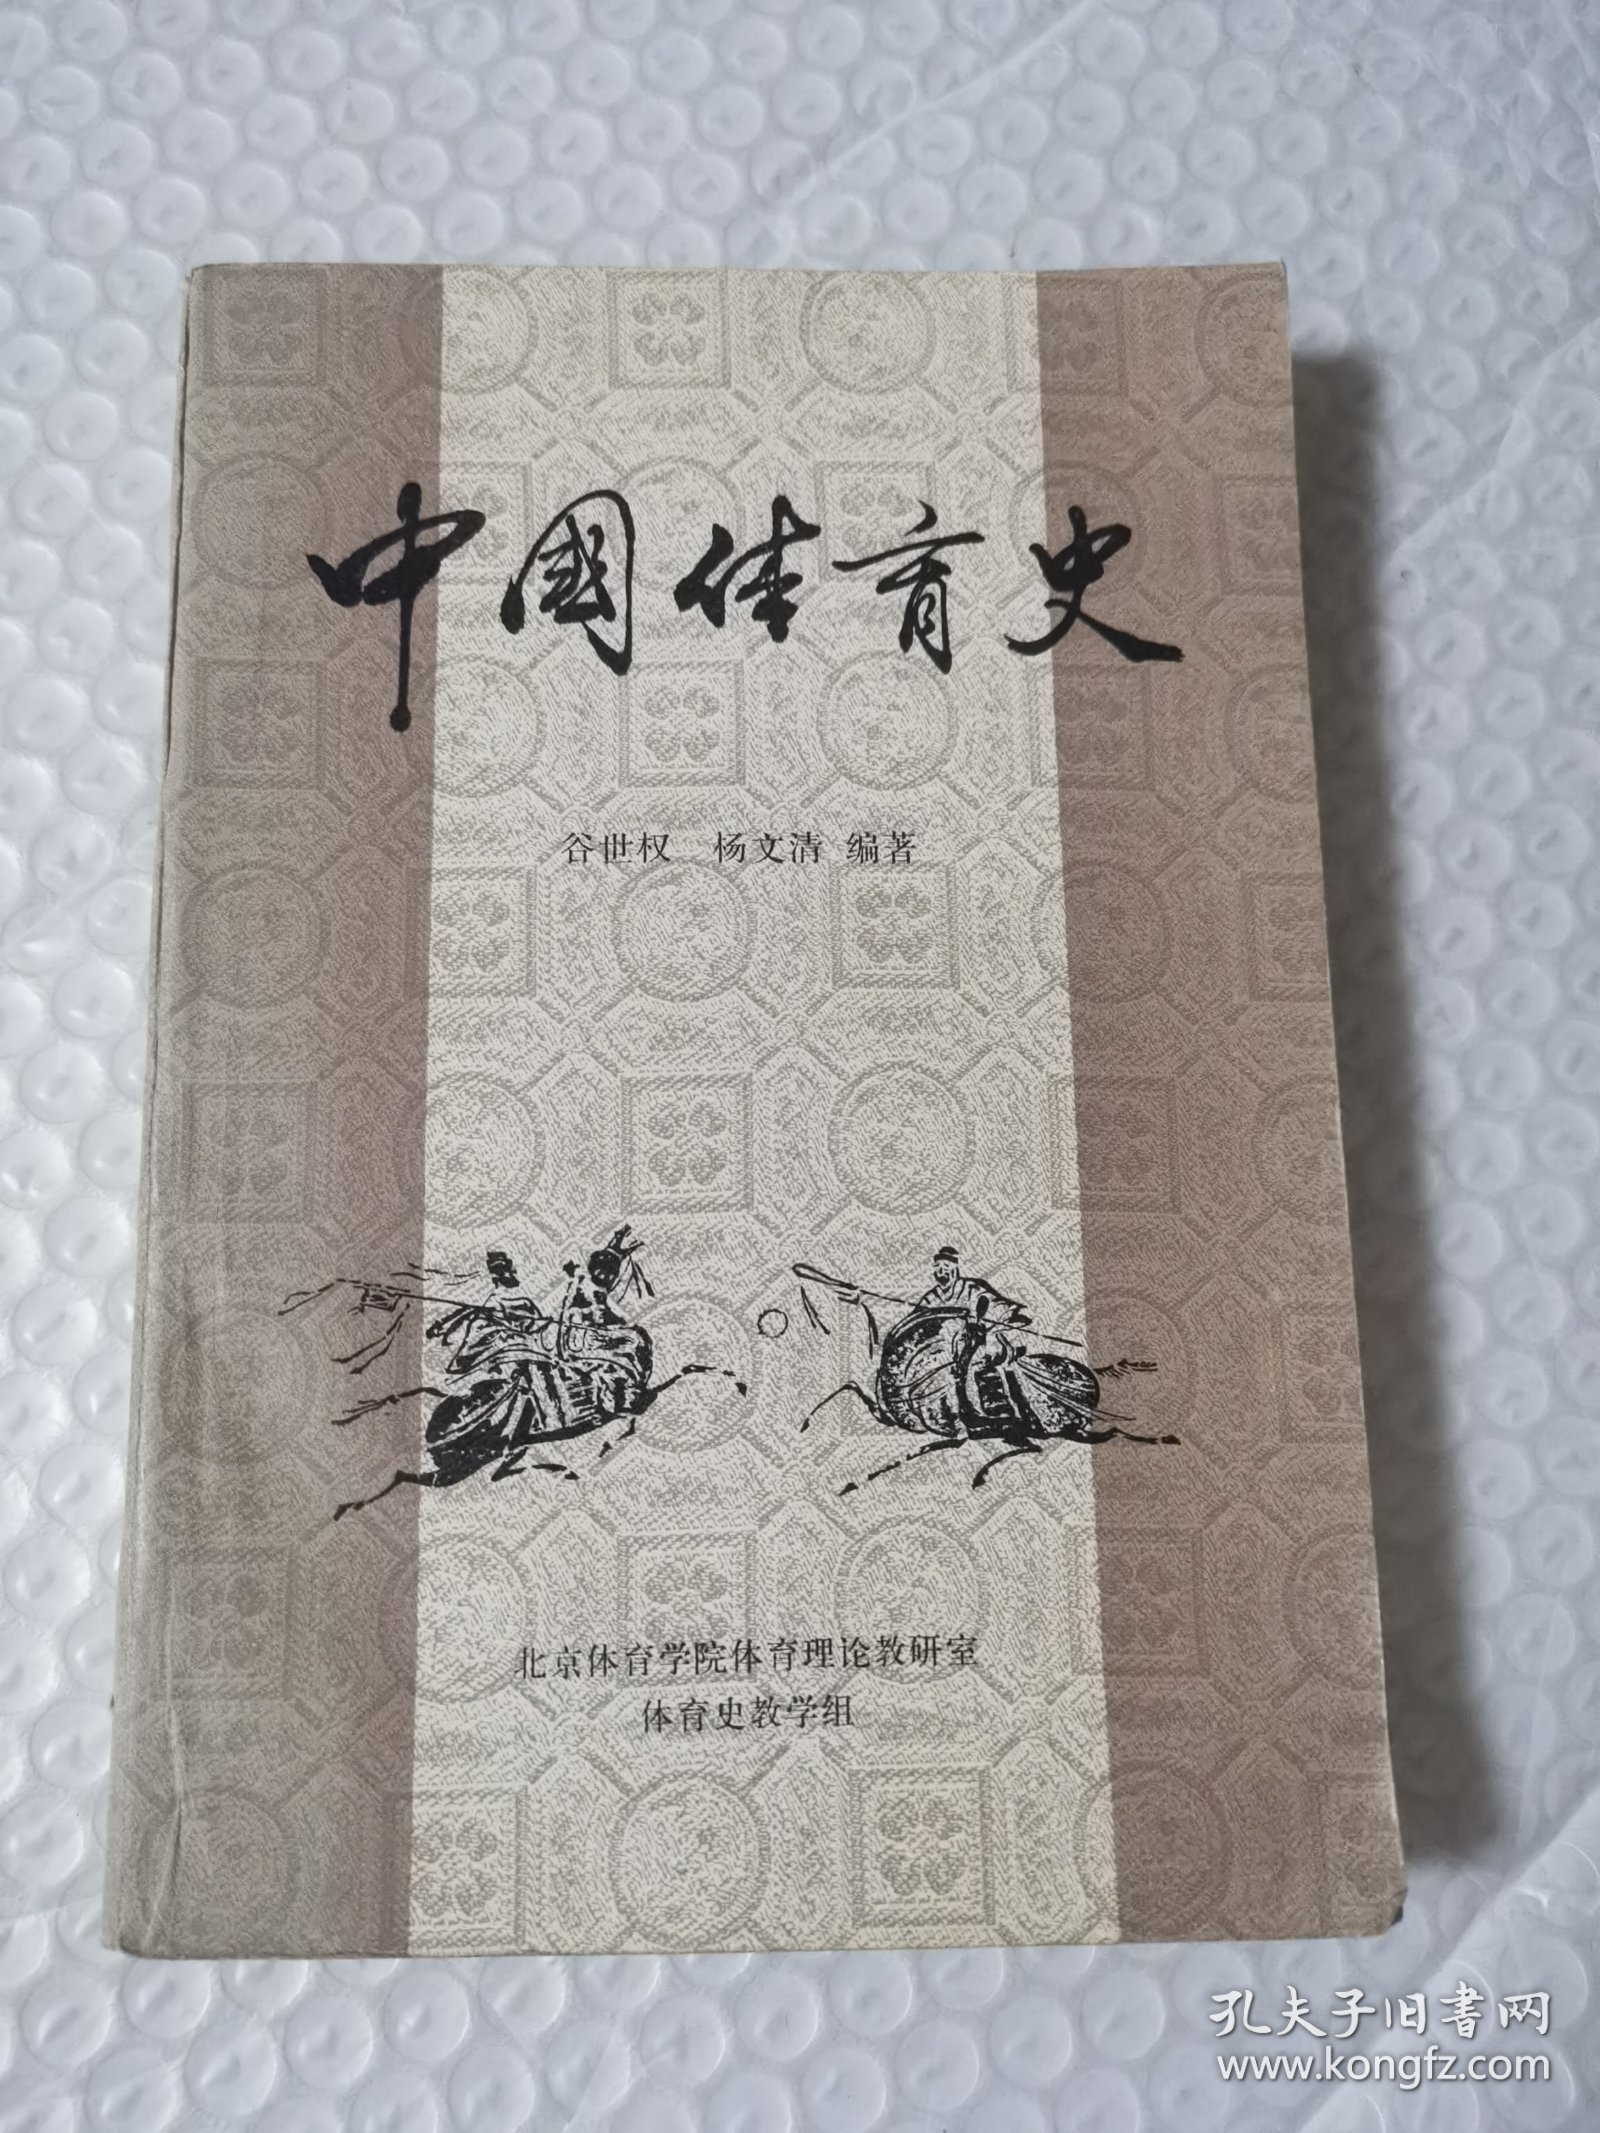 中國体育史
谷世权 杨文清 编著
北京体育学院体育理论教研室
体育史教学组
孔夫子旧书网
www.kongfz.com